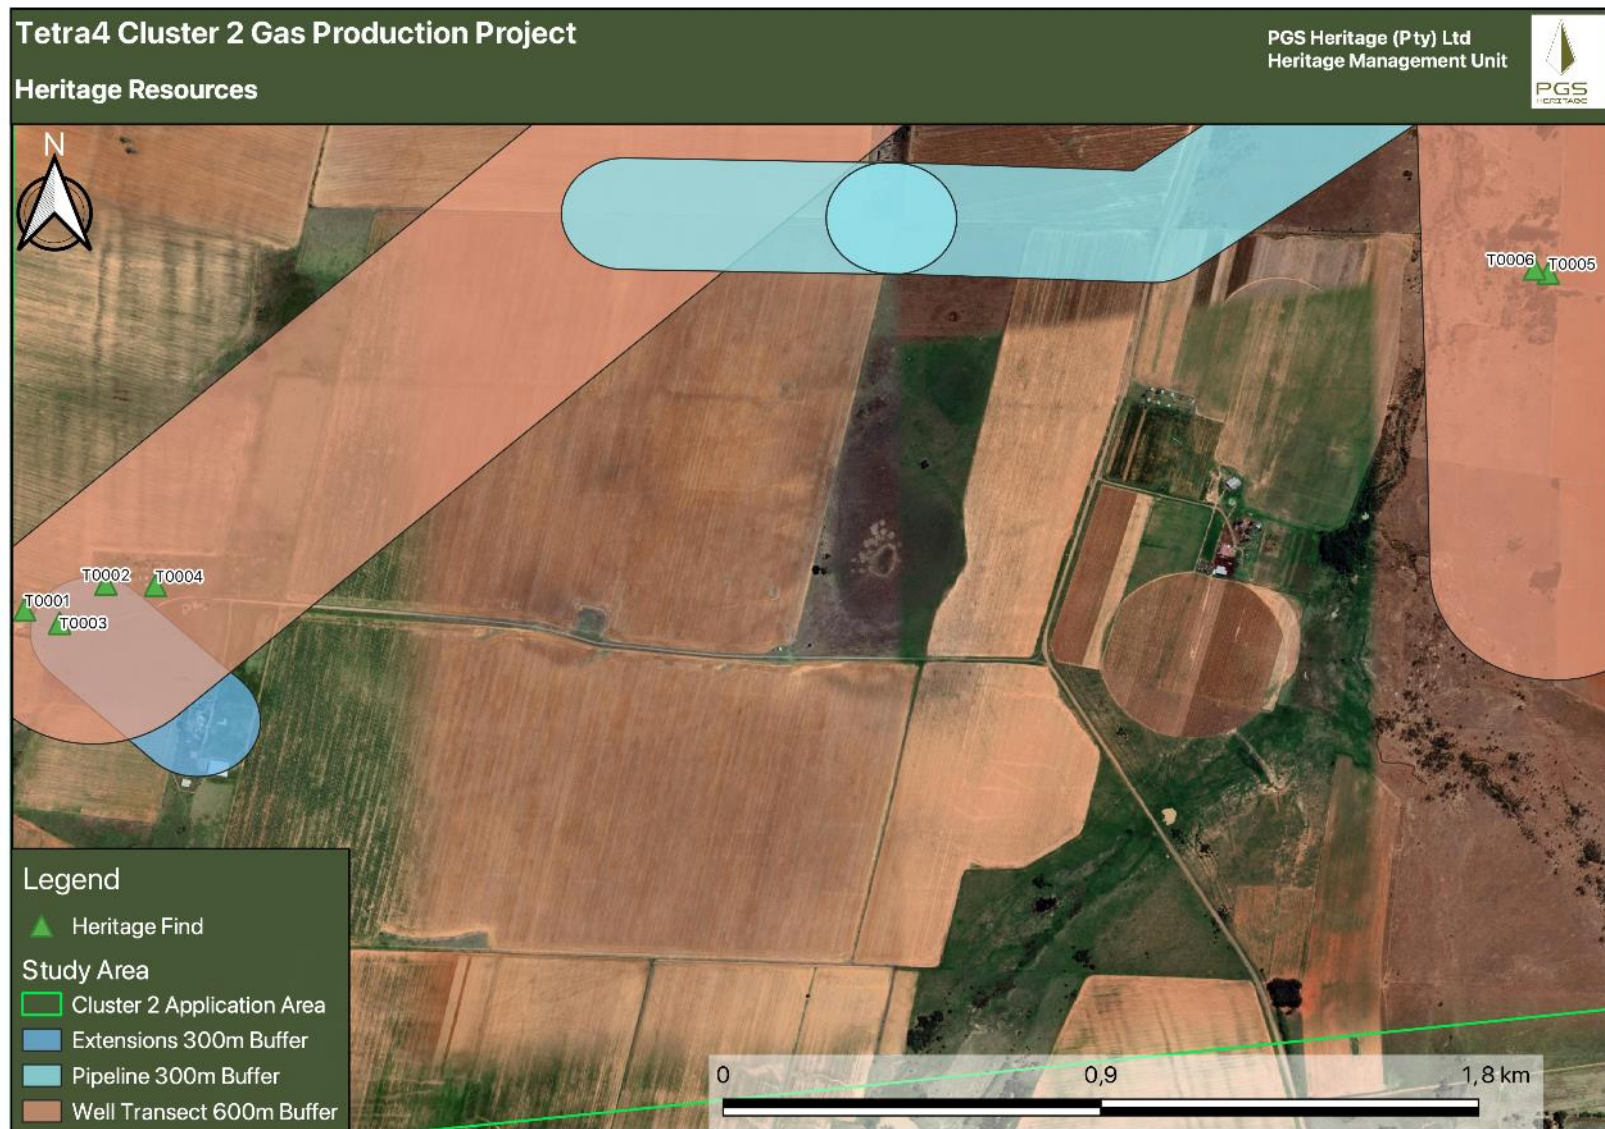 Tetra4 Cluster 2 Gas Production Project
Heritage Resources
PGS Heritage (Pty) Ltd
Heritage Management Unit
PGS
HERITAGE
N
T0006
T0005
T0002
T0004
T0001
T0003
Legend
Heritage Find
Study Area
Cluster 2 Application Area
Extensions 300m Buffer
Pipeline 300m Buffer
Well Transect 600m Buffer
0
0,9
1,8 km